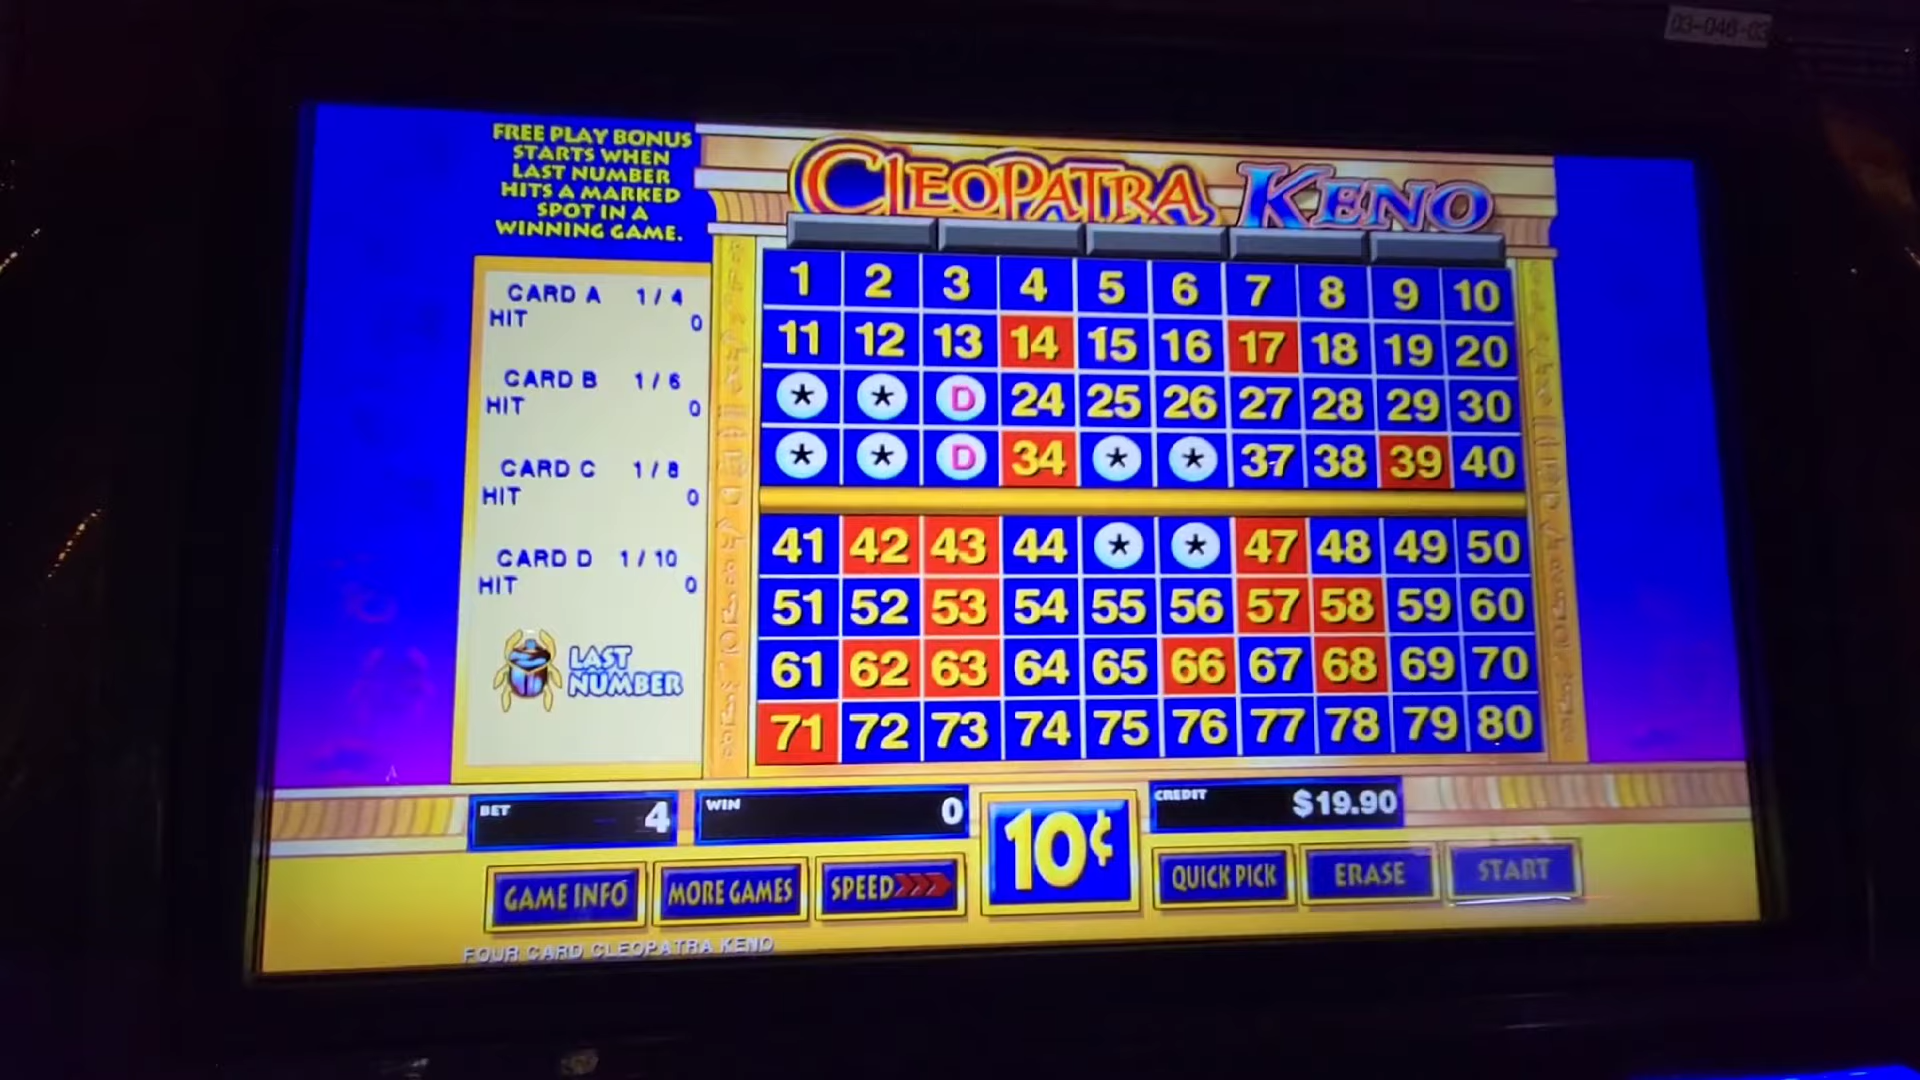 03-046-03
FREE PLAY BONUS
STARTS WHEN
LAST NUMBER
HITS A MARKED
SPOT IN A
WINNING GAME.
CLEOPATRA KENO
CARD A 1/4
HIT 0
CARD B 1/6
HIT 0
CARD C 1/8
HIT 0
CARD D 1/10
HIT 0
LAST
NUMBER
1 2 3 4 5 6 7 8 9 10
11 12 13 14 15 16 17 18 19 20
* * D 24 25 26 27 28 29 30
* * D 34 * * 37 38 39 40
41 42 43 44 * * 47 48 49 50
51 52 53 54 55 56 57 58 59 60
61 62 63 64 65 66 67 68 69 70
71 72 73 74 75 76 77 78 79 80
BET 4 WIN 0 10¢ CREDIT $19.90
GAME INFO MORE GAMES SPEED QUICK PICK ERASE START
FOUR CARD CLEOPATRA KENO